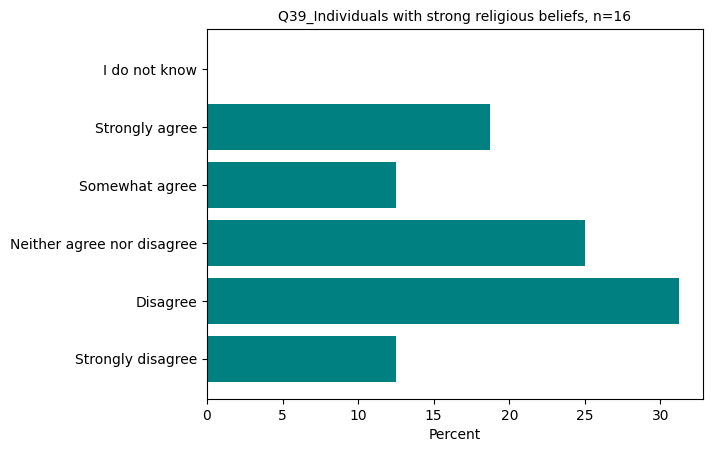 Q39_Individuals with strong religious beliefs, n=16
I do not know
Strongly agree
Somewhat agree
Neither agree nor disagree
Disagree
Strongly disagree
0 5 10 15 20 25 30
Percent